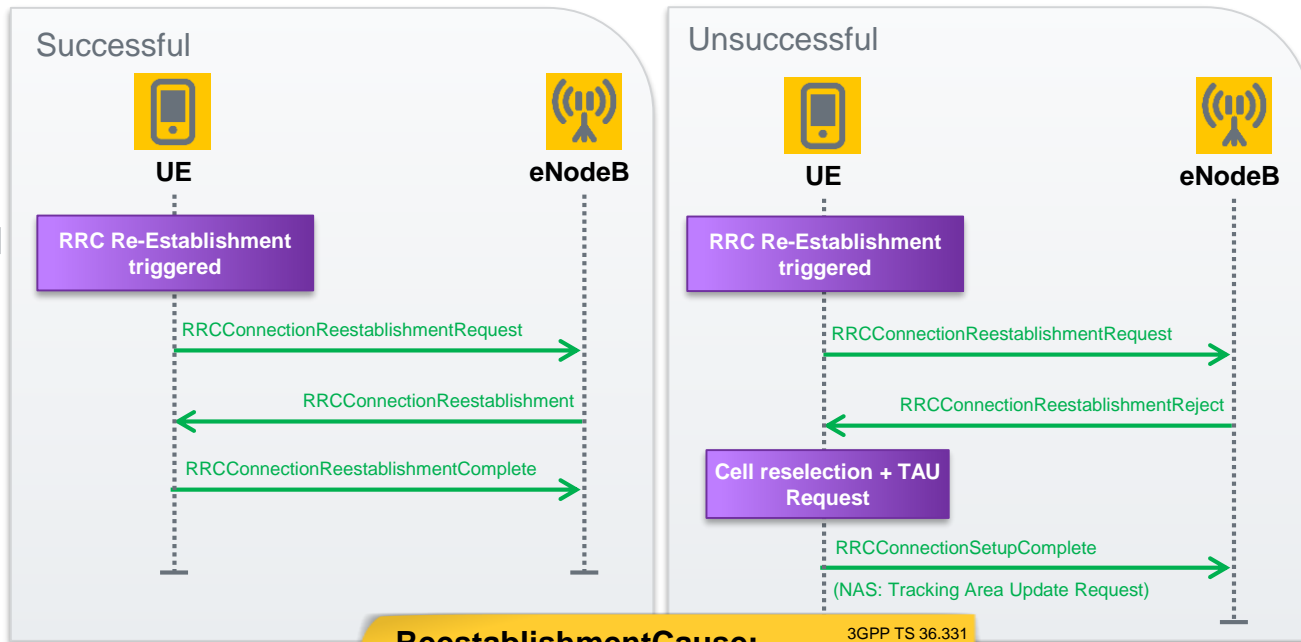 Successful
UE
eNodeB
RRC Re-Establishment
triggered
RRCConnectionReestablishmentRequest
RRCConnectionReestablishment
RRCConnectionReestablishmentComplete
Unsuccessful
UE
eNodeB
RRC Re-Establishment
triggered
RRCConnectionReestablishmentRequest
RRCConnectionReestablishmentReject
Cell reselection + TAU
Request
RRCConnectionSetupComplete
(NAS: Tracking Area Update Request)
ReestablishmentCause:
3GPP TS 36.331